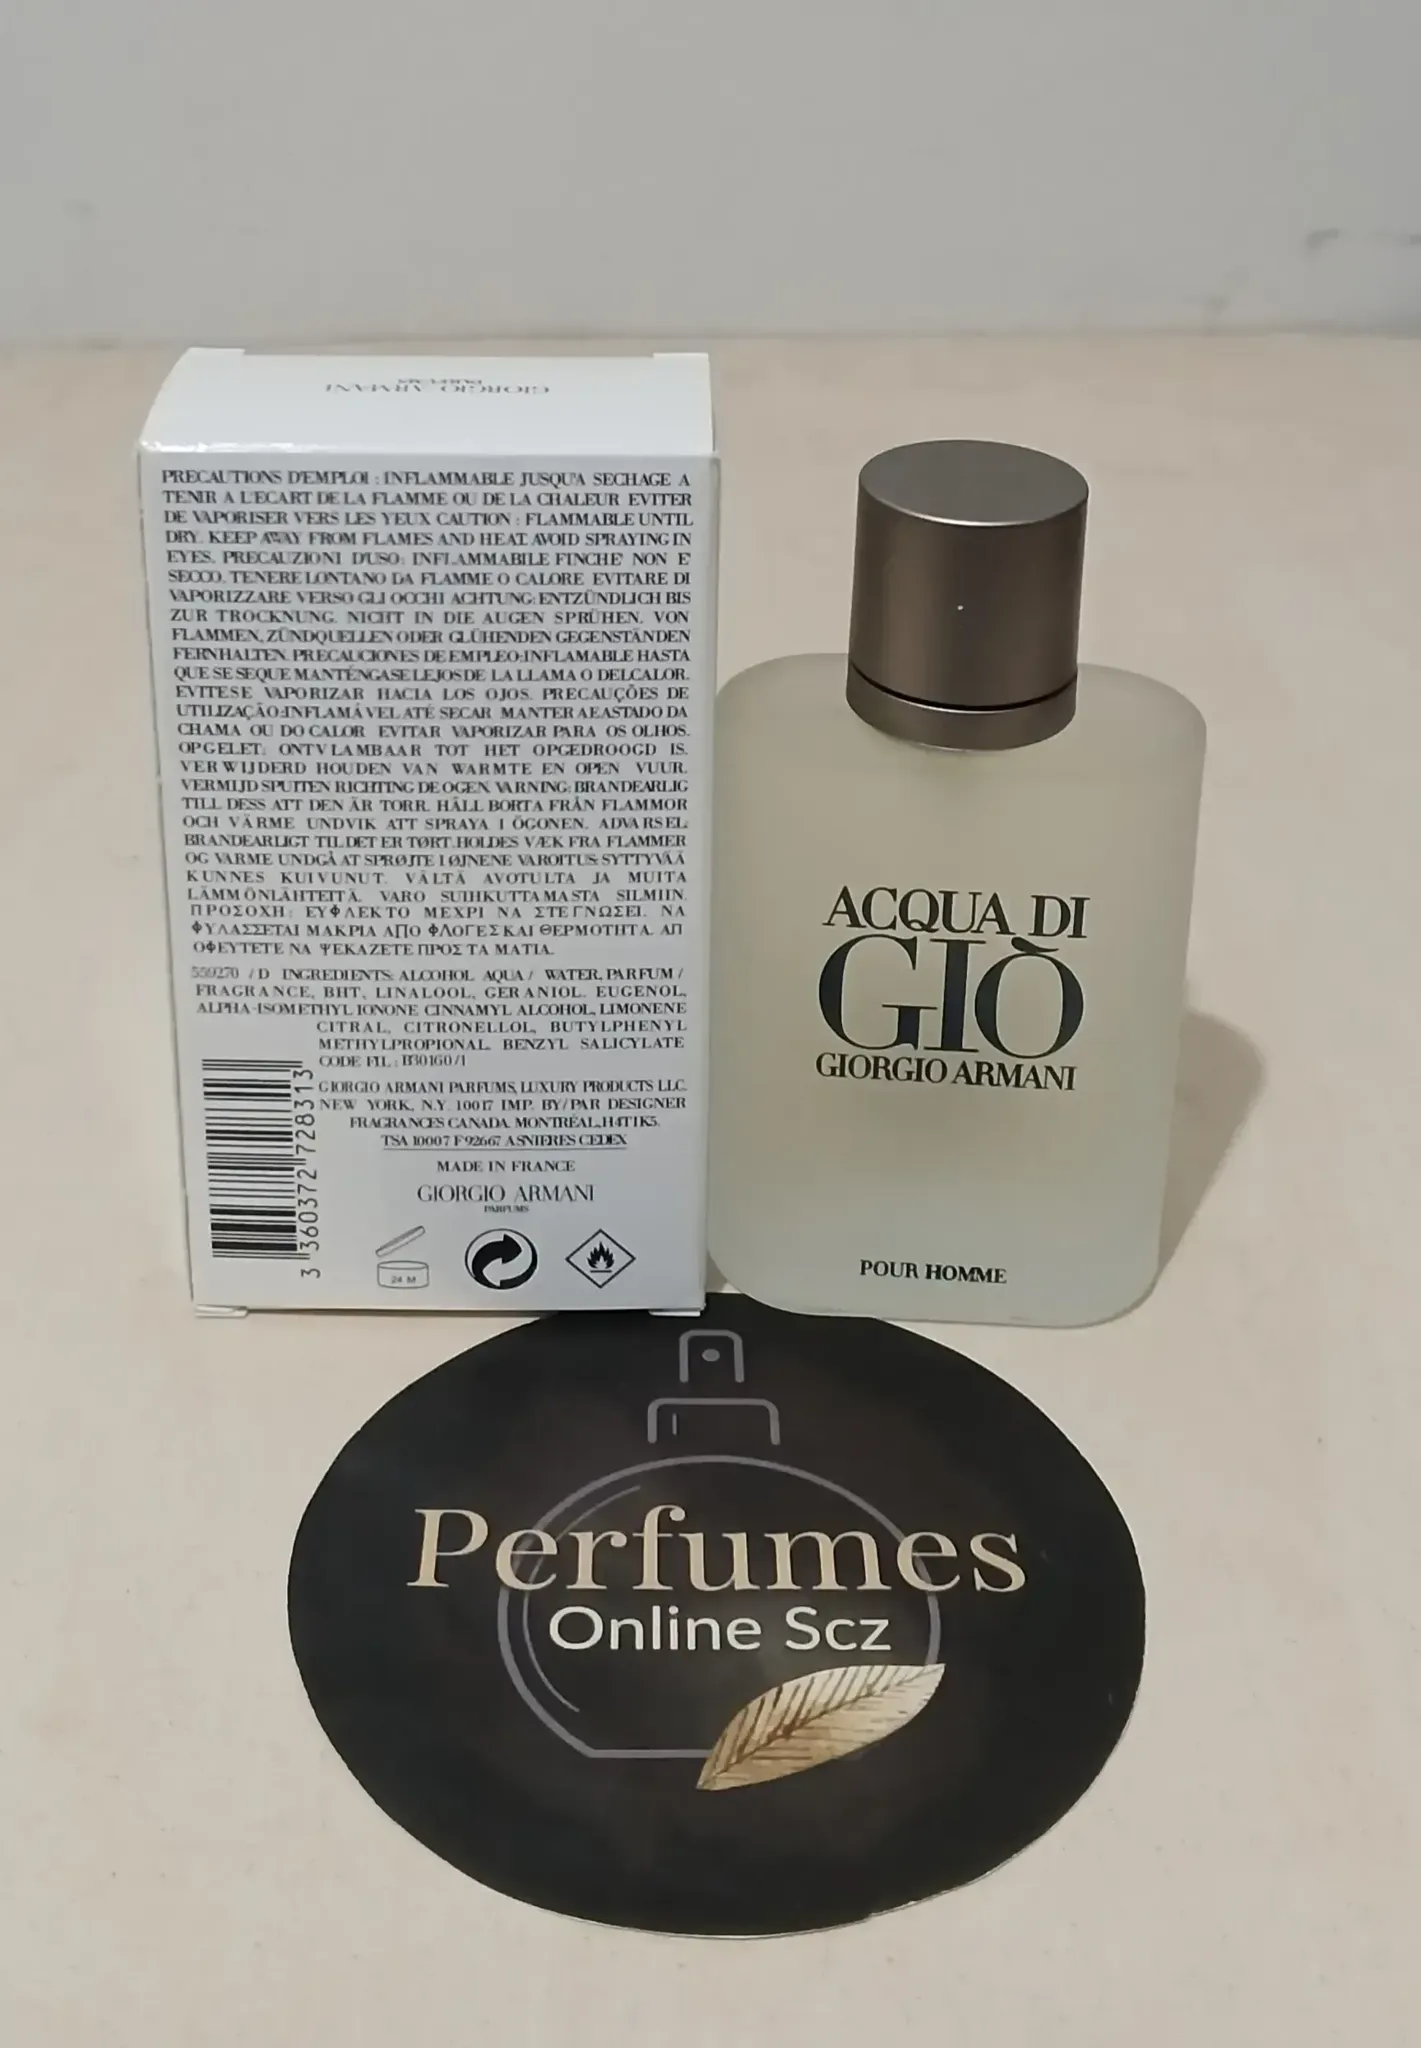 GIORGIO ARMANI
PARFUMS
PRECAUTIONS D'EMPLOI : INFLAMMABLE JUSQU'A SECHAGE A
TENIR A L'ECART DE LA FLAMME OU DE LA CHALEUR EVITER
DE VAPORISER VERS LES YEUX CAUTION : FLAMMABLE UNTIL
DRY. KEEP AWAY FROM FLAMES AND HEAT. AVOID SPRAYING IN
EYES. PRECAUZIONI D'USO: INFLAMMABILE FINCHE' NON E'
SECCO. TENERE LONTANO DA FLAMME O CALORE EVITARE DI
VAPORIZZARE VERSO GLI OCCHI ACHTUNG: ENTZÜNDLICH BIS
ZUR TROCKNUNG. NICHT IN DIE AUGEN SPRÜHEN. VON
FLAMMEN, ZÜNDQUELLEN ODER GLÜHENDEN GEGENSTÄNDEN
FERNHALTEN. PRECAUCIONES DE EMPLEO:INFLAMABLE HASTA
QUE SE SEQUE MANTÉNGASE LEJOS DE LA LLAMA O DELCALOR.
EVITESE VAPORIZAR HACIA LOS OJOS. PRECAUÇÕES DE
UTILIZAÇÃO:INFLAMÁVEL ATÉ SECAR MANTER AEASTADO DA
CHAMA OU DO CALOR EVITAR VAPORIZAR PARA OS OLHOS.
OPGELET: ONTVLAMBAAR TOT HET OPGEDROOGD IS.
VERWIJDERD HOUDEN VAN WARMTE EN OPEN VUUR.
VERMIJD SPUITEN RICHTING DE OGEN. VARNING: BRANDEARLIG
TILL DESS ATT DEN ÄR TORR. HÅLL BORTA FRÅN FLAMMOR
OCH VÄRME UNDVIK ATT SPRAYA I ÖGONEN. ADVARSEL:
BRANDEARLIGT TIL DET ER TØRT.HOLDES VÆK FRA FLAMMER
OG VARME UNDGÅ AT SPRØJTE I ØJNENE VAROITUS: SYTTYVÄÄ
KUNNES KUIVUNUT. VÄLTÄ AVOTULTA JA MUITA
LÄMMÖNLÄHTEITÄ. VARO SUIHKUTTAMASTA SILMIIN.
ΠΡΟΣΟΧΗ: ΕΥΦΛΕΚΤΟ ΜΕΧΡΙ ΝΑ ΣΤΕΓΝΩΣΕΙ. ΝΑ
ΦΥΛΑΣΣΕΤΑΙ ΜΑΚΡΙΑ ΑΠΟ ΦΛΟΓΕΣ ΚΑΙ ΘΕΡΜΟΤΗΤΑ. ΑΠ
ΟΦΕΥΤΕΤΕ ΝΑ ΨΕΚΑΖΕΤΕ ΠΡΟΣ ΤΑ ΜΑΤΙΑ.
559270 / D INGREDIENTS: ALCOHOL AQUA / WATER, PARFUM /
FRAGRANCE, BHT, LINALOOL, GERANIOL. EUGENOL,
ALPHA-ISOMETHYL IONONE CINNAMYL ALCOHOL, LIMONENE
CITRAL, CITRONELLOL, BUTYLPHENYL
METHYLPROPIONAL. BENZYL SALICYLATE
CODE FIL : B30160/1
GIORGIO ARMANI PARFUMS, LUXURY PRODUCTS LLC.
NEW YORK, N.Y. 10017 IMP. BY/PAR DESIGNER
FRAGRANCES CANADA. MONTRÉAL,H4T1K5.
TSA 10007 F 92667 ASNIERES CEDEX
MADE IN FRANCE
GIORGIO ARMANI
PARFUMS
3 360372 728313
24 M
ACQUA DI
GIÒ
GIORGIO ARMANI
POUR HOMME
Perfumes
Online Scz